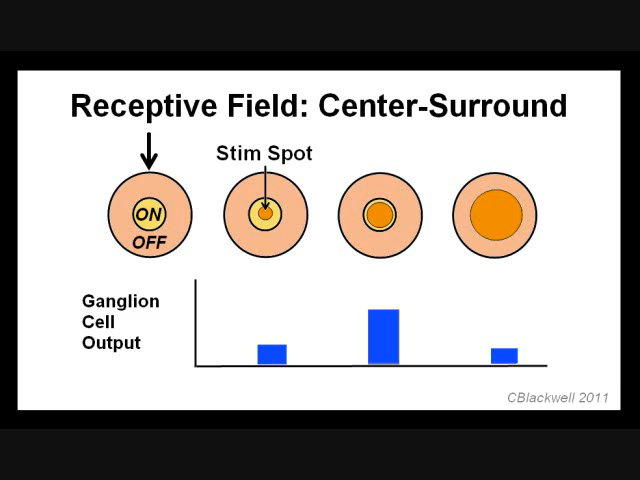 Receptive Field: Center-Surround
Stim Spot
ON
OFF
Ganglion
Cell
Output
CBlackwell 2011